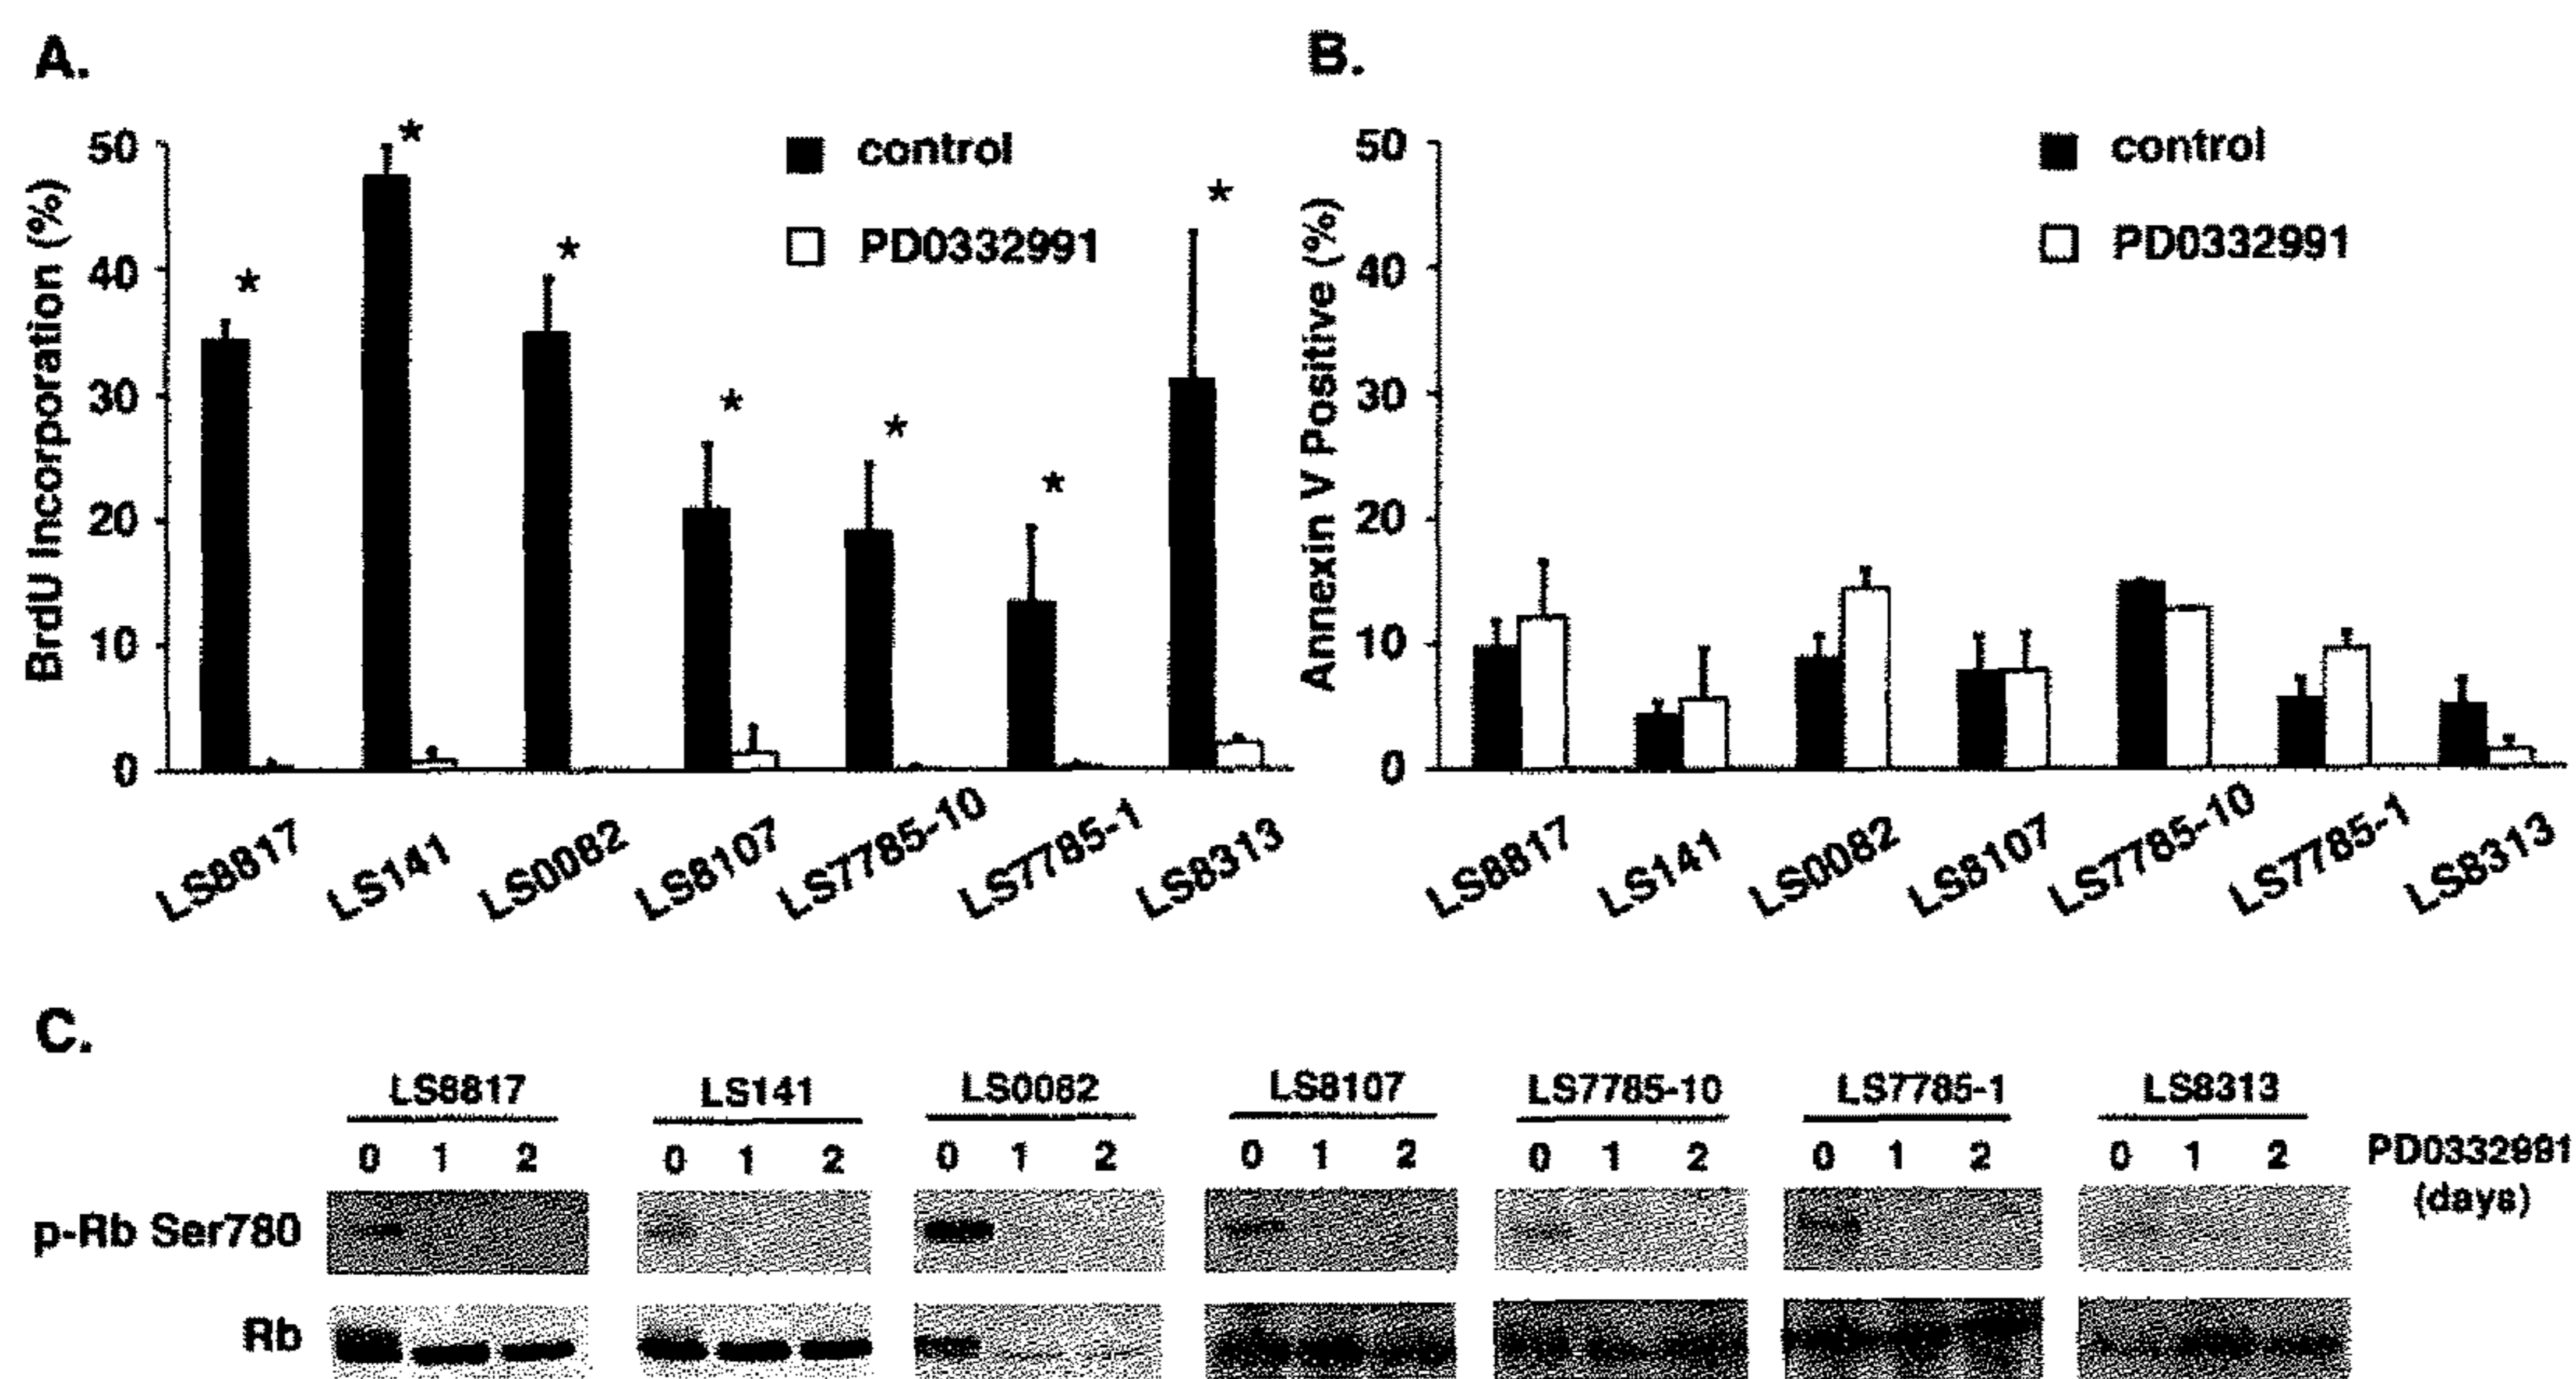 A.
BrdU Incorporation (%)
50
40
30
20
10
0
*
*
*
*
*
*
*
control
PD0332991
LS8817
LS141
LS0082
LS8107
LS7785-10
LS7785-1
LS8313
B.
Annexin V Positive (%)
50
40
30
20
10
0
control
PD0332991
LS8817
LS141
LS0082
LS8107
LS7785-10
LS7785-1
LS8313
C.
LS8817 LS141 LS0082 LS8107 LS7785-10 LS7785-1 LS8313
0 1 2 0 1 2 0 1 2 0 1 2 0 1 2 0 1 2 0 1 2 PD0332991
(days)
p-Rb Ser780
Rb